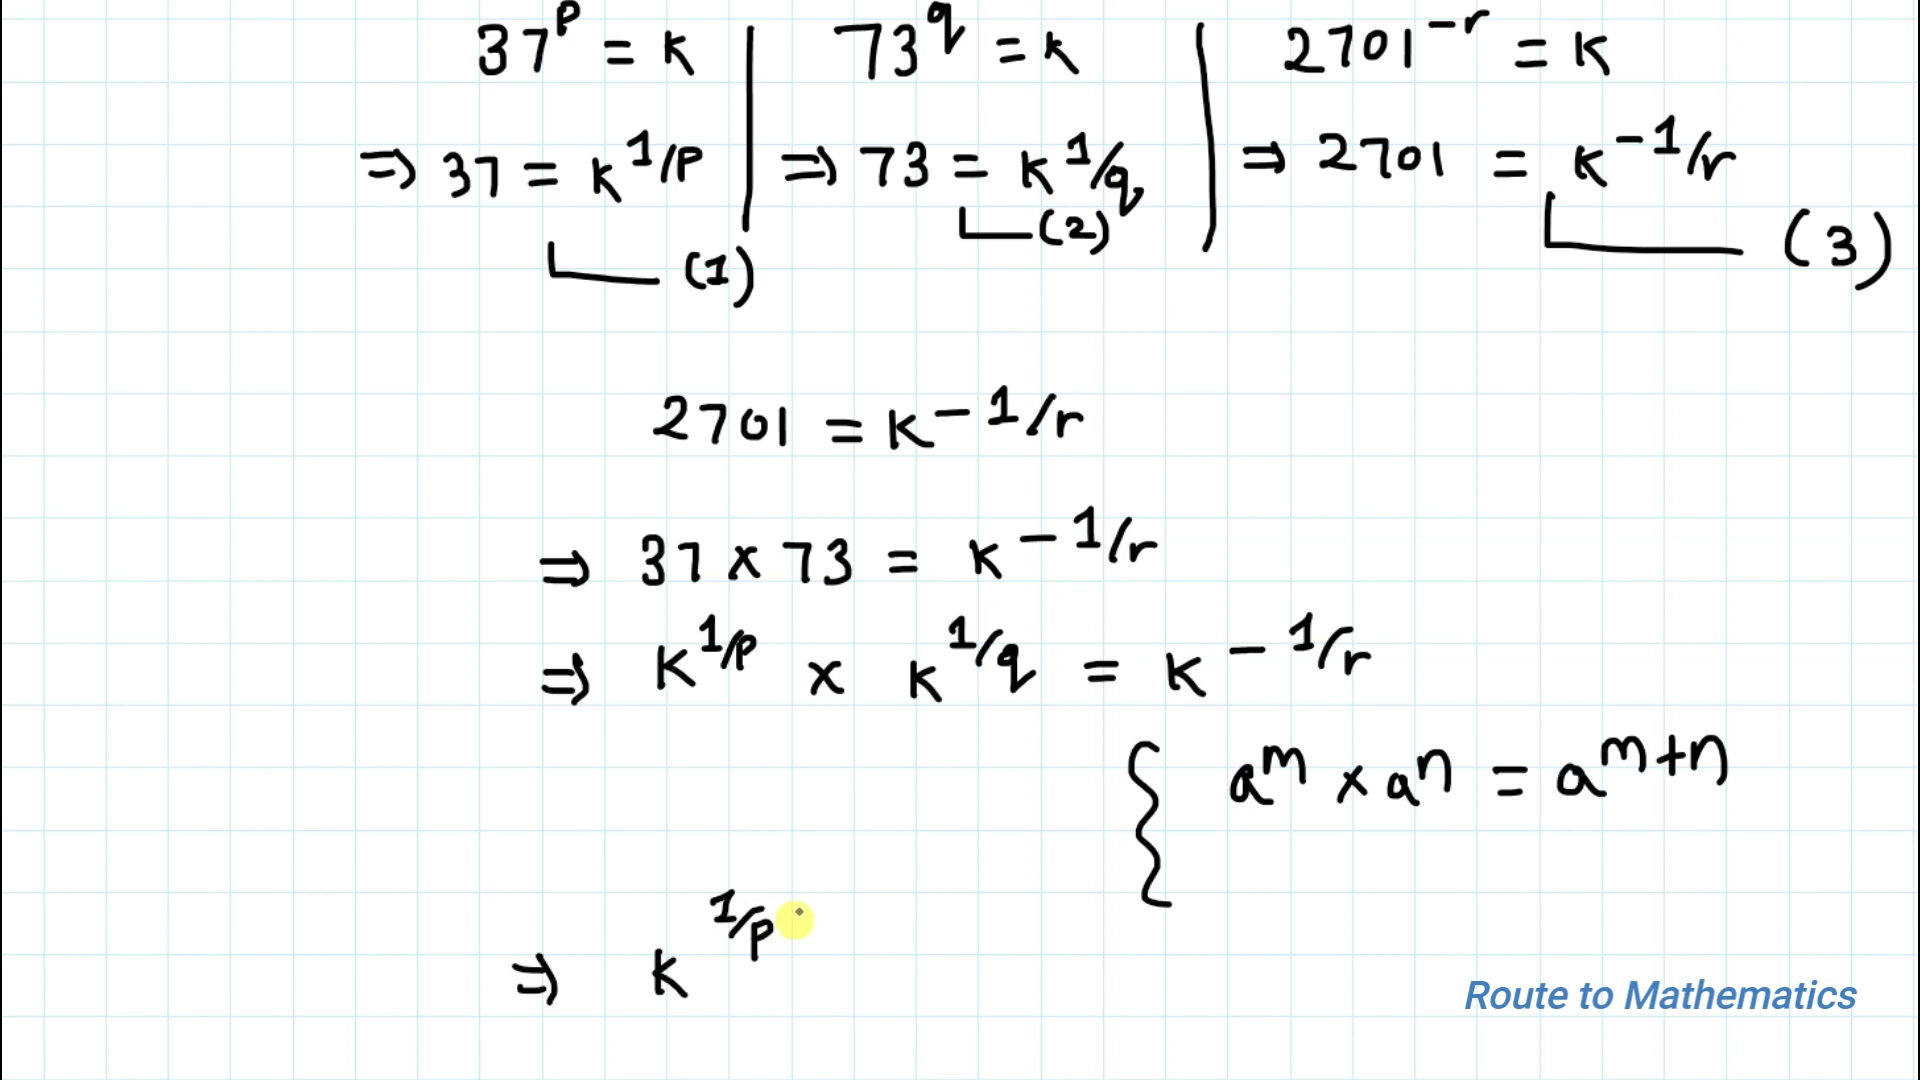 37^p = k | 73^q = k | 2701^-r = k
⇒ 37 = k^1/p | ⇒ 73 = k^1/q | ⇒ 2701 = k^-1/r
(1) (2) (3)
2701 = k^-1/r
⇒ 37 x 73 = k^-1/r
⇒ k^1/p x k^1/q = k^-1/r
{ a^m x a^n = a^m+n
⇒ k^1/p
Route to Mathematics